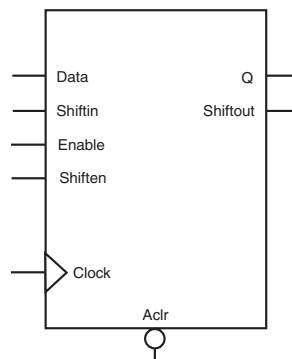 Data
Q
Shiftin
Shiftout
Enable
Shiften
Clock
Aclr